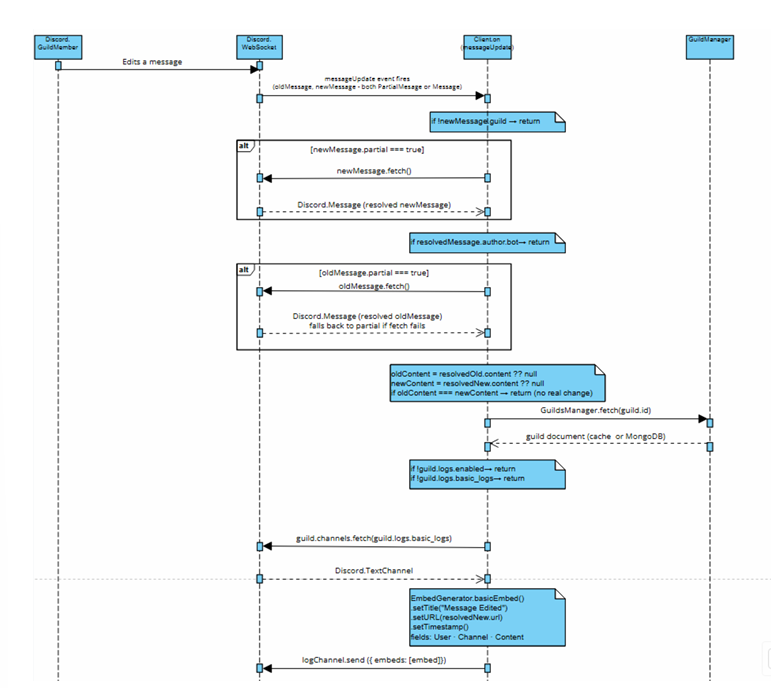 Discord.
GuildMember
Discord.
WebSocket
Client.on
(messageUpdate)
GuildManager
Edits a message
messageUpdate event fires
(oldMessage, newMessage - both PartialMesage or Message)
if !newMessage.guild → return
alt
[newMessage.partial === true]
newMessage.fetch()
Discord.Message (resolved newMessage)
if resolvedMessage.author.bot→ return
alt
[oldMessage.partial === true]
oldMessage.fetch()
Discord.Message (resolved oldMessage)
falls back to partial if fetch fails
oldContent = resolvedOld.content ?? null
newContent = resolvedNew.content ?? null
if oldContent === newContent → return (no real change)
GuildsManager.fetch(guild.id)
guild document (cache or MongoDB)
if !guild.logs.enabled→ return
if !guild.logs.basic_logs→ return
guild.channels.fetch(guild.logs.basic_logs)
Discord.TextChannel
EmbedGenerator.basicEmbed()
.setTitle("Message Edited")
.setURL(resolvedNew.url)
.setTimestamp()
fields: User · Channel · Content
logChannel.send ({ embeds: [embed]})